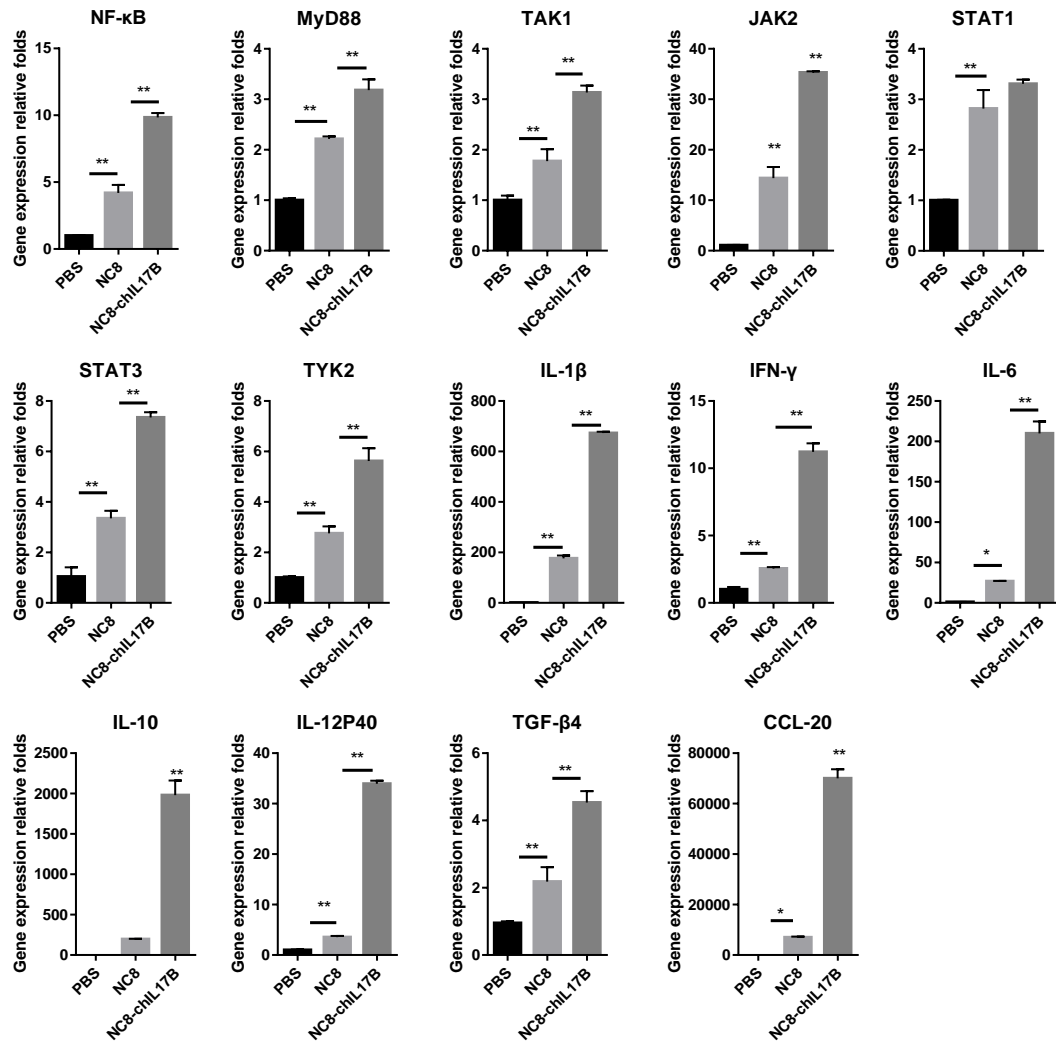 NF-κB
Gene expression relative folds
15
10
5
0
**
**
PBS
NC8
NC8-chIL17B
MyD88
Gene expression relative folds
4
3
2
1
0
**
**
PBS
NC8
NC8-chIL17B
TAK1
Gene expression relative folds
4
3
2
1
0
**
**
PBS
NC8
NC8-chIL17B
JAK2
Gene expression relative folds
40
30
20
10
0
**
**
PBS
NC8
NC8-chIL17B
STAT1
Gene expression relative folds
4
3
2
1
0
**
PBS
NC8
NC8-chIL17B
STAT3
Gene expression relative folds
8
6
4
2
0
**
**
PBS
NC8
NC8-chIL17B
TYK2
Gene expression relative folds
8
6
4
2
0
**
**
PBS
NC8
NC8-chIL17B
IL-1β
Gene expression relative folds
800
600
400
200
0
**
**
PBS
NC8
NC8-chIL17B
IFN-γ
Gene expression relative folds
15
10
5
0
**
**
PBS
NC8
NC8-chIL17B
IL-6
Gene expression relative folds
250
200
150
100
50
0
*
**
PBS
NC8
NC8-chIL17B
IL-10
Gene expression relative folds
2500
2000
1500
1000
500
0
**
PBS
NC8
NC8-chIL17B
IL-12P40
Gene expression relative folds
40
30
20
10
0
**
**
PBS
NC8
NC8-chIL17B
TGF-β4
Gene expression relative folds
6
4
2
0
**
**
PBS
NC8
NC8-chIL17B
CCL-20
Gene expression relative folds
80000
60000
40000
20000
0
*
**
PBS
NC8
NC8-chIL17B